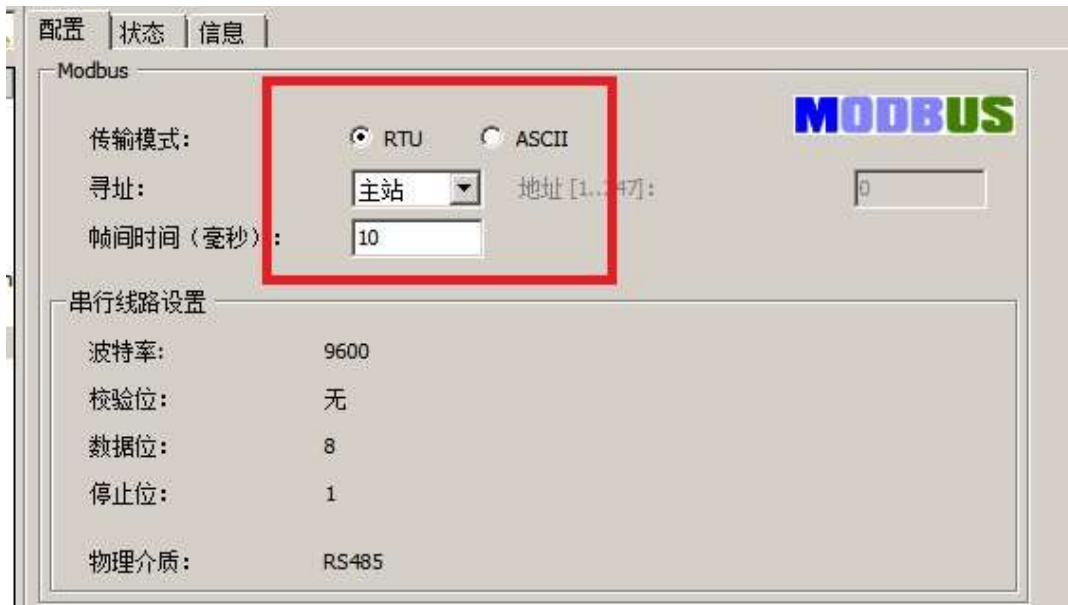 配置 状态 信息
Modbus
MODBUS
传输模式: RTU ASCII
寻址: 主站 地址 [1..247]: 0
帧间时间（毫秒）: 10
串行线路设置
波特率: 9600
校验位: 无
数据位: 8
停止位: 1
物理介质: RS485